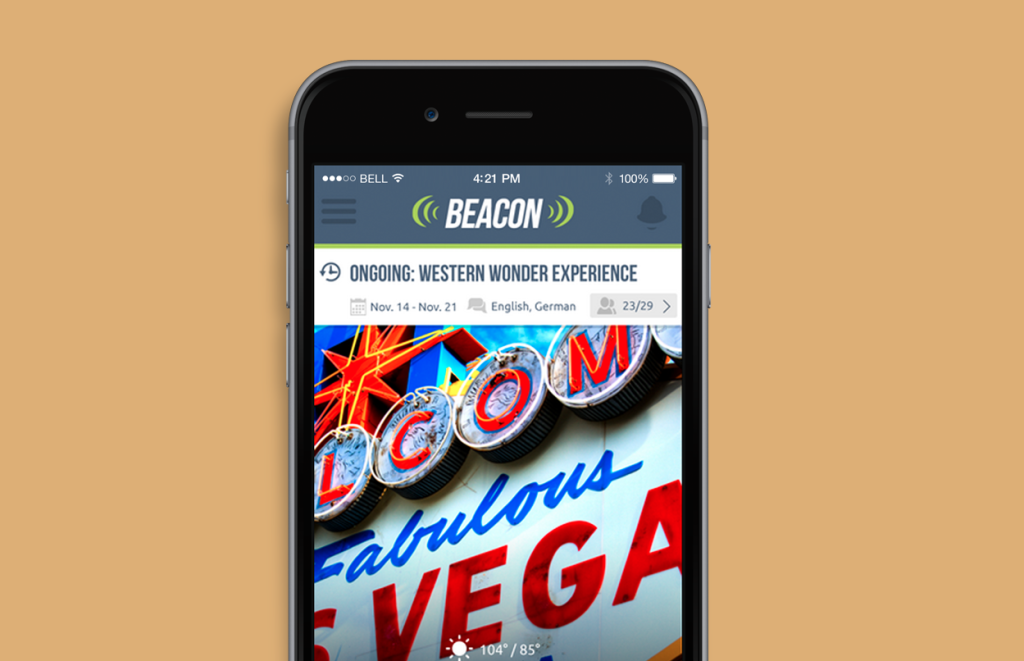 BELL 4:21 PM 100%
BEACON
ONGOING: WESTERN WONDER EXPERIENCE
Nov. 14 - Nov. 21 English, German 23/29
LCOM
Fabulous
S VEGA
104° / 85°